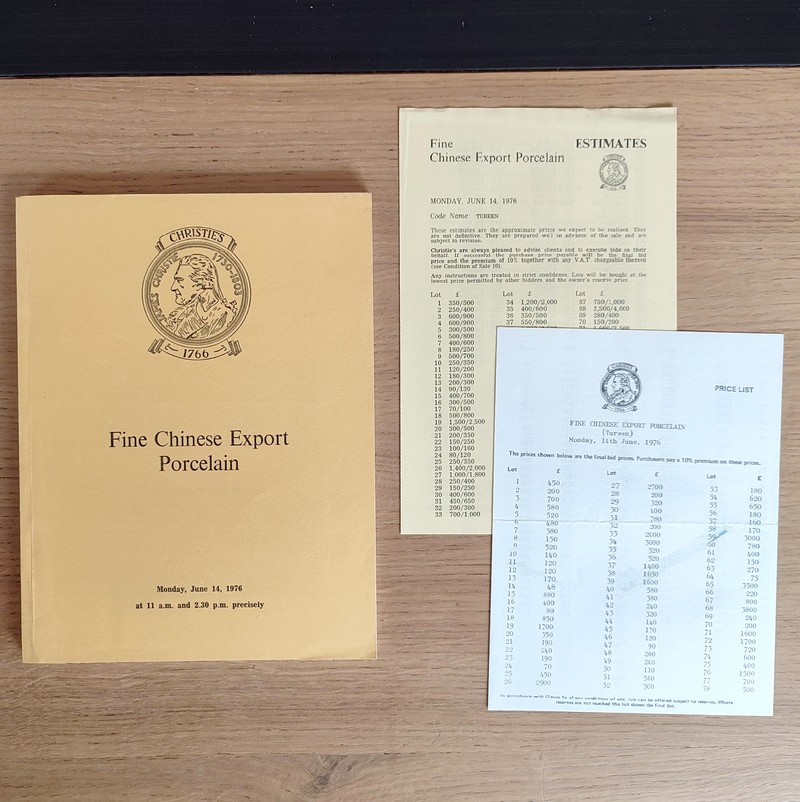 CHRISTIES
JAMES CHRISTIE 1730-1803
1766
Fine Chinese Export
Porcelain
Monday, June 14, 1976
at 11 a.m. and 2.30 p.m. precisely
Fine ESTIMATES
Chinese Export Porcelain
MONDAY, JUNE 14, 1976
Code Name: TUREEN
These estimates are the approximate prices we expect to be realised. They
are not definitive. They are prepared well in advance of the sale and are
subject to revision.
Christie's are always pleased to advise clients and to execute bids on their
behalf. If successful the purchase price payable will be the final bid
price and the premium of 10% together with any V.A.T. chargeable thereon
(see Condition of Sale 10).
Any instructions are treated in strict confidence. Lots will be bought at the
lowest price permitted by other bidders and the owner's reserve price
Lot £ Lot £ Lot £
1 350/500 34 1,200/2,000 67 750/1,000
2 250/400 35 400/600 68 2,500/4,000
3 600/900 36 350/500 69 280/400
4 600/900 37 550/800 70 150/200
5 300/500
6 500/800
7 400/600
8 180/250
9 500/700
10 250/350
11 120/200
12 180/300
13 200/300
14 90/130
15 400/700
16 300/500
17 70/100
18 500/800
19 1,500/2,500
20 300/500
21 200/350
22 150/250
23 100/160
24 80/120
25 250/350
26 1,400/2,000
27 1,000/1,800
28 250/400
29 150/250
30 400/600
31 450/650
32 200/300
33 700/1,000
PRICE LIST
FINE CHINESE EXPORT PORCELAIN
(Tureen)
Monday, 14th June, 1976
The prices shown below are the final bid prices. Purchasers pay a 10% premium on these prices.
Lot £ Lot £ Lot £
1 450 27 2700 53 180
2 200 28 200 54 620
3 700 29 320 55 650
4 580 30 400 56 180
5 520 31 780 57 160
6 480 32 200 58 170
7 380 33 2000 59 3000
8 150 34 3000 60 780
9 520 35 520 61 400
10 140 36 320 62 150
11 120 37 1400 63 270
12 120 38 1650 64 75
13 170 39 1600 65 3500
14 48 40 580 66 220
15 880 41 380 67 800
16 400 42 240 68 3800
17 80 43 320 69 240
18 850 44 140 70 200
19 1700 45 170 71 1600
20 350 46 120 72 1700
21 190 47 90 73 720
22 240 48 280 74 600
23 190 49 240 75 400
24 70 50 110 76 1500
25 450 51 560 77 700
26 2900 52 300 78 500
In accordance with Clause 5a of our conditions of sale, lots can be offered subject to reserves. Where
reserves are not reached this list shows the final bid.